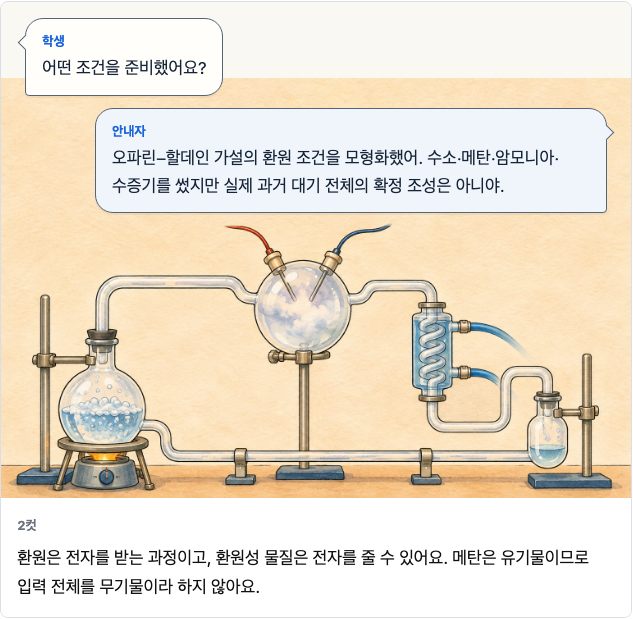 학생
어떤 조건을 준비했어요?
안내자
오파린–할데인 가설의 환원 조건을 모형화했어. 수소·메탄·암모니아·
수증기를 썼지만 실제 과거 대기 전체의 확정 조성은 아니야.
2컷
환원은 전자를 받는 과정이고, 환원성 물질은 전자를 줄 수 있어요. 메탄은 유기물이므로
입력 전체를 무기물이라 하지 않아요.